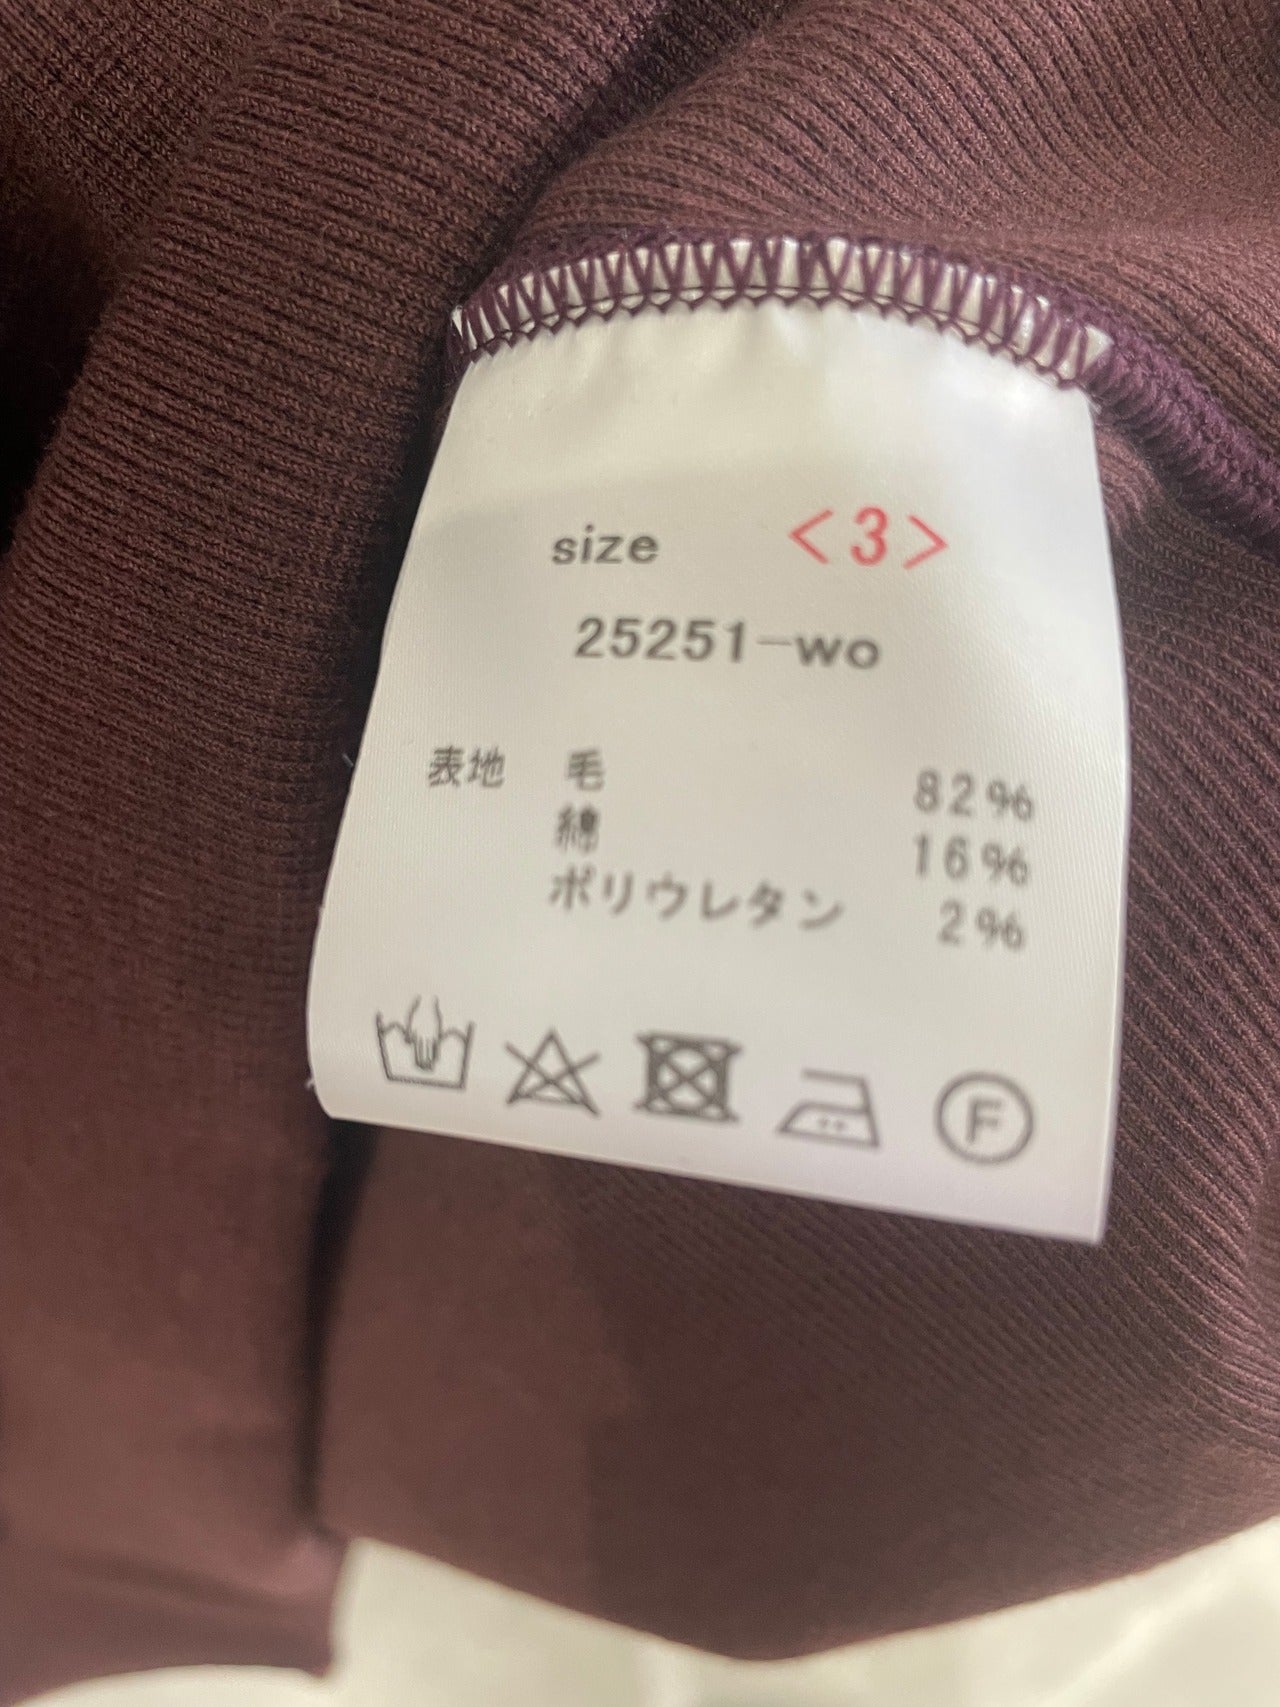 size <3>
25251-wo
表地 毛 82%
綿 16%
ポリウレタン 2%
F